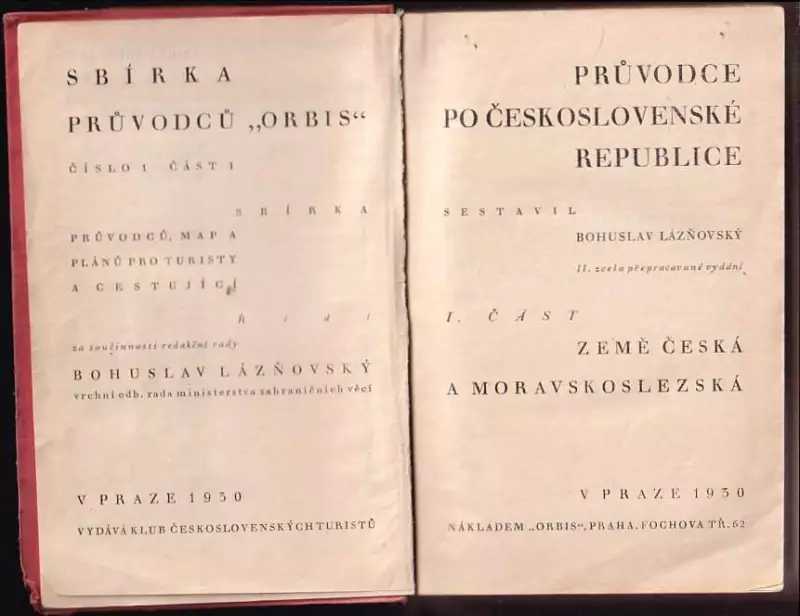 SBÍRKA
PRŮVODCŮ „ORBIS“
ČÍSLO 1 ČÁST 1
SBÍRKA
PRŮVODCŮ, MAP A
PLÁNŮ PRO TURISTY
A CESTUJÍCÍ
Řídí
za součinnosti redakční rady
BOHUSLAV LÁZŇOVSKÝ
vrchní odb. rada ministerstva zahraničních věcí
V PRAZE 1930
VYDÁVÁ KLUB ČESKOSLOVENSKÝCH TURISTŮ
PRŮVODCE
PO ČESKOSLOVENSKÉ
REPUBLICE
SESTAVIL
BOHUSLAV LÁZŇOVSKÝ
II. zcela přepracované vydání
I. ČÁST
ZEMĚ ČESKÁ
A MORAVSKOSLEZSKÁ
V PRAZE 1930
NÁKLADEM „ORBIS“, PRAHA, FOCHOVA TŘ. 62